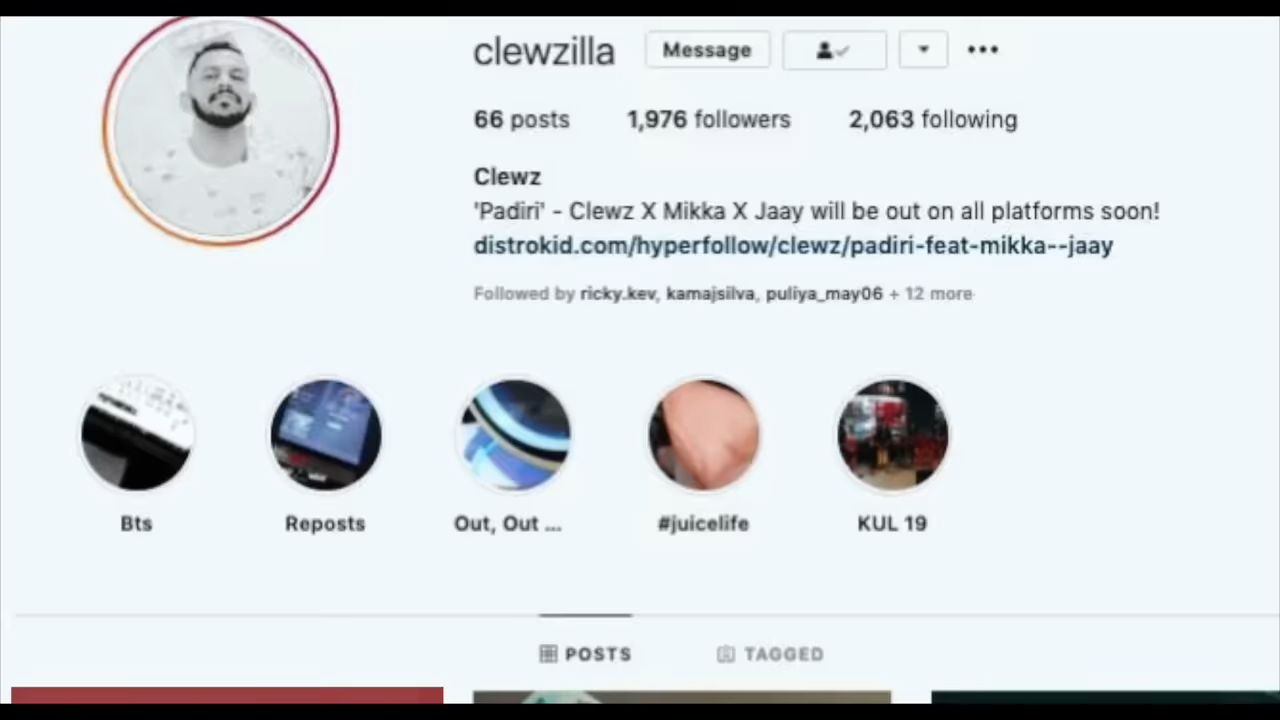 clewzilla Message
66 posts 1,976 followers 2,063 following
Clewz
'Padiri' - Clewz X Mikka X Jaay will be out on all platforms soon!
distrokid.com/hyperfollow/clewz/padiri-feat-mikka--jaay
Followed by ricky.kev, kamajsilva, puliya_may06 + 12 more
Bts Reposts Out, Out ... #juicelife KUL 19
POSTS TAGGED